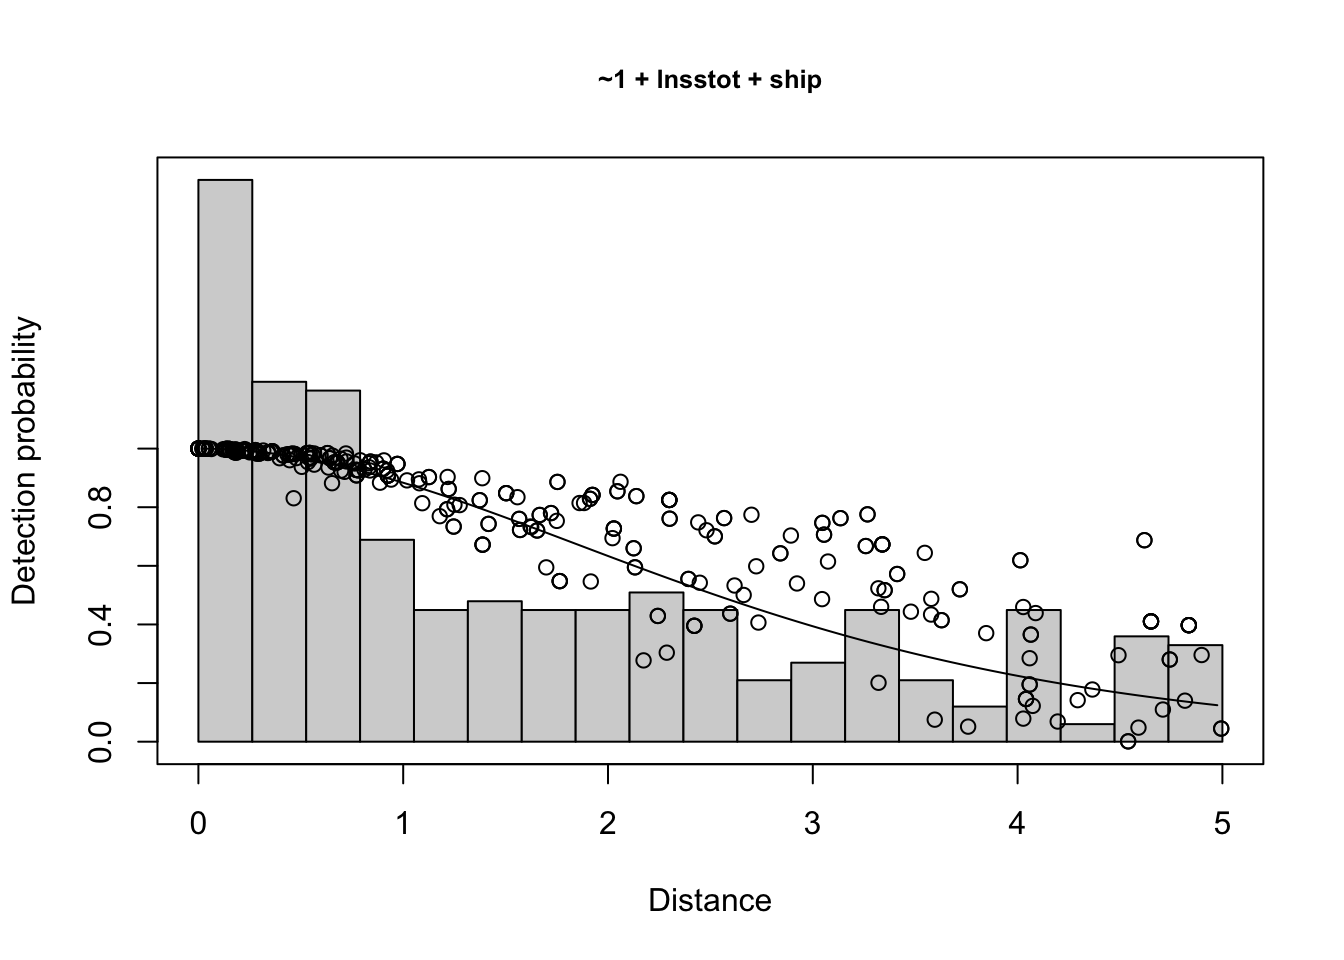 ~1 + lnsstot + ship
Detection probability
0.8
0.4
0.0
0 1 2 3 4 5
Distance